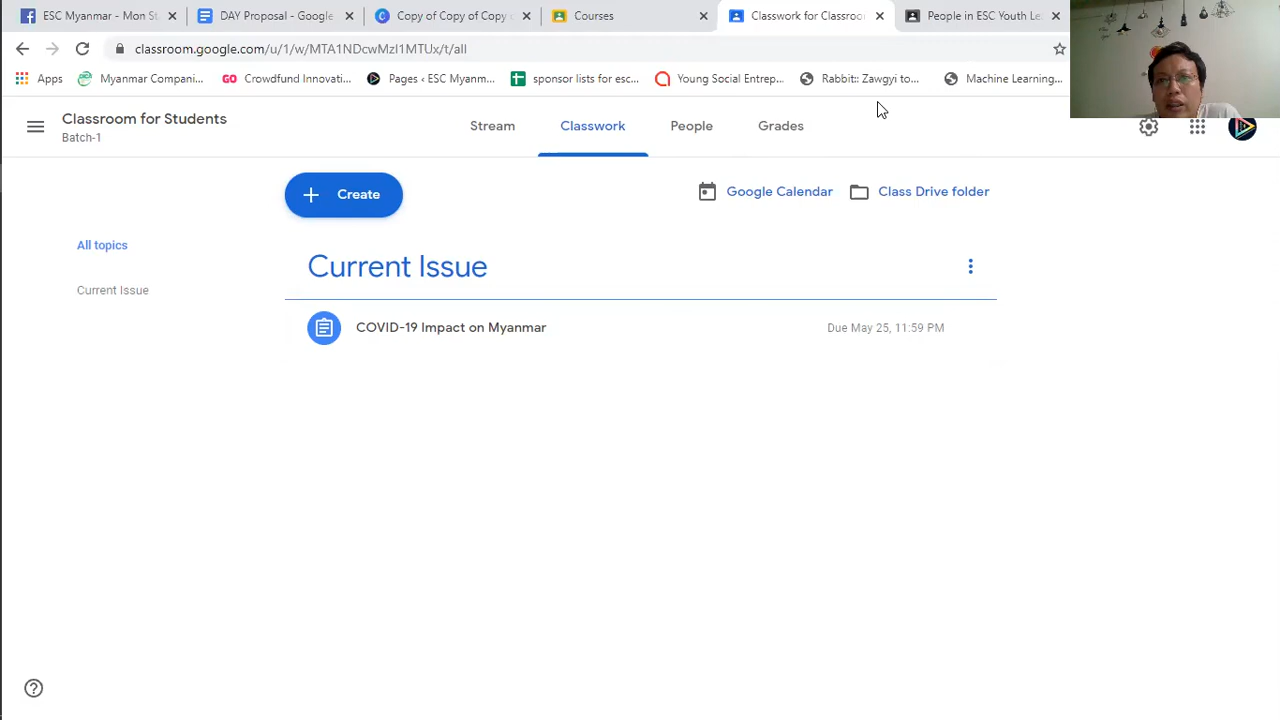 ESC Myanmar - Mon St
DAY Proposal - Google
Copy of Copy of Copy
Courses
Classwork for Classroo
People in ESC Youth Le
classroom.google.com/u/1/w/MTA1NDcwMzI1MTUx/t/all
Apps
Myanmar Compani...
GO
Crowdfund Innovati...
Pages ‹ ESC Myanm...
sponsor lists for esc...
Young Social Entrep...
Rabbit:: Zawgyi to...
Machine Learning...
Classroom for Students
Batch-1
Stream
Classwork
People
Grades
Create
Google Calendar
Class Drive folder
All topics
Current Issue
Current Issue
COVID-19 Impact on Myanmar
Due May 25, 11:59 PM